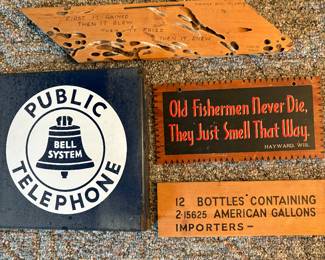 FIRST IT RAINED
THEN IT BLEW
THEN IT
THEN IT SNEW
PUBLIC
BELL
SYSTEM
TELEPHONE
Old Fishermen Never Die,
They Just Smell That Way.
HAYWARD, WIS.
12 BOTTLES CONTAINING
2·15625 AMERICAN GALLONS
IMPORTERS-